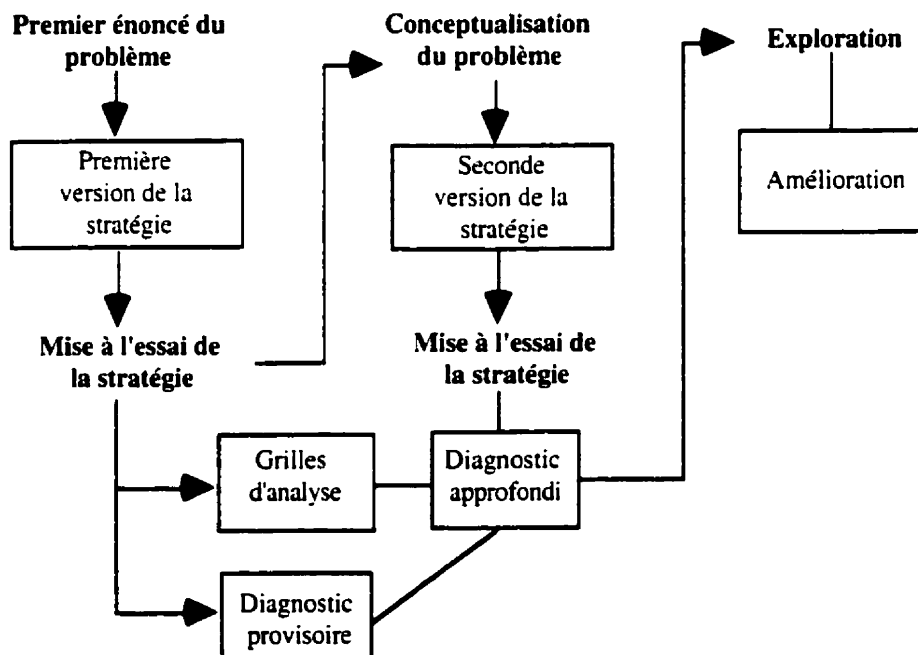 Premier énoncé du
problème
Première
version de la
stratégie
Mise à l'essai de
la stratégie
Grilles
d'analyse
Diagnostic
provisoire
Conceptualisation
du problème
Seconde
version de la
stratégie
Mise à l'essai de
la stratégie
Diagnostic
approfondi
Exploration
Amélioration